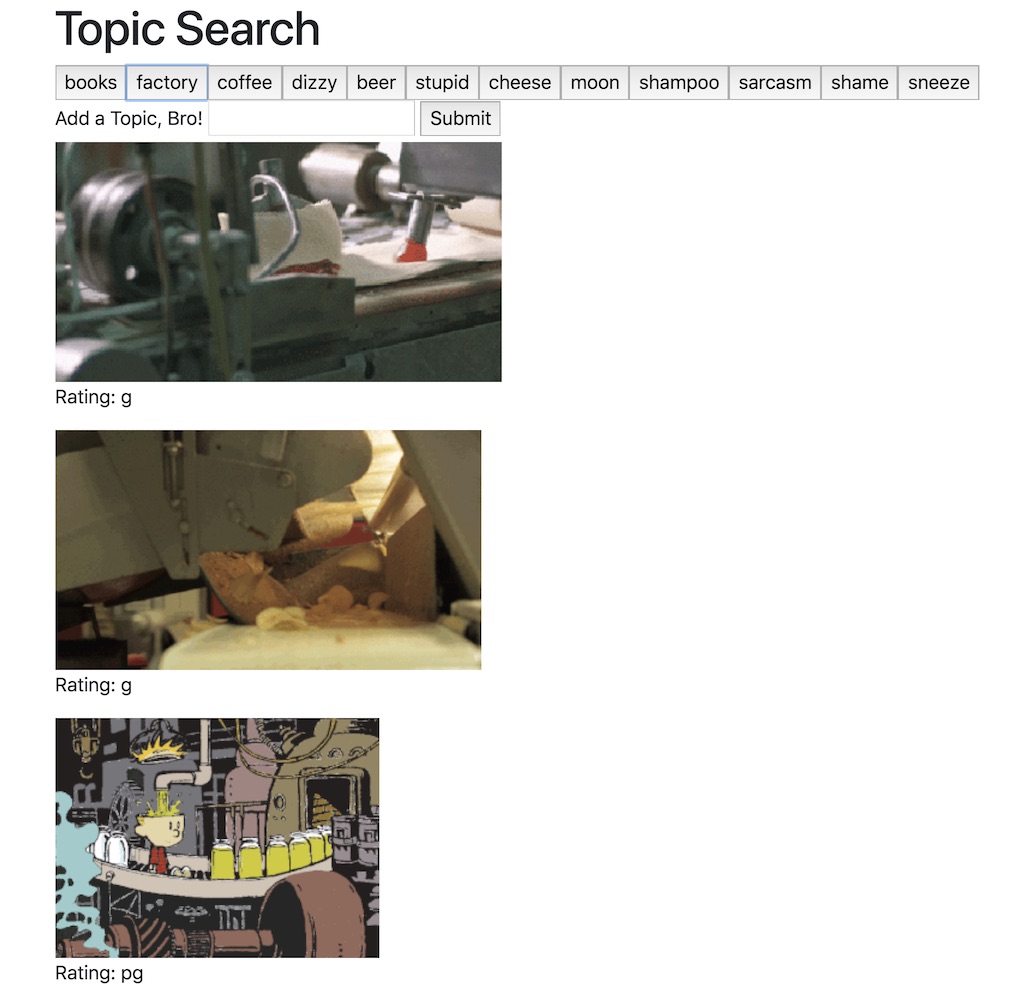 Topic Search
books factory coffee dizzy beer stupid cheese moon shampoo sarcasm shame sneeze
Add a Topic, Bro! Submit
Rating: g
Rating: g
Rating: pg